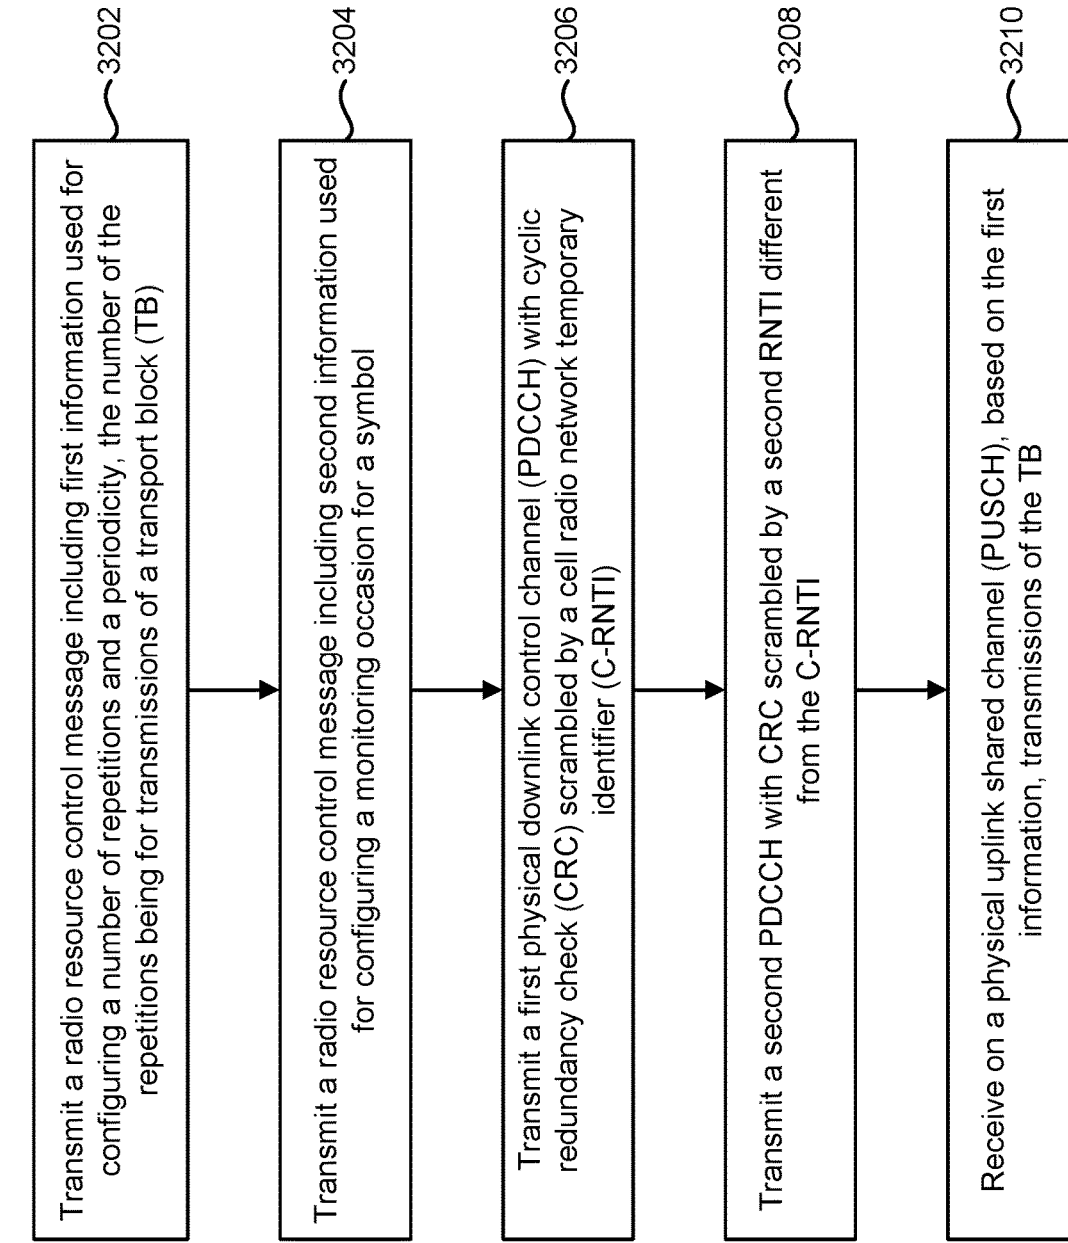 Transmit a radio resource control message including first information used for
configuring a number of repetitions and a periodicity, the number of the
repetitions being for transmissions of a transport block (TB)
3202
Transmit a radio resource control message including second information used
for configuring a monitoring occasion for a symbol
3204
Transmit a first physical downlink control channel (PDCCH) with cyclic
redundancy check (CRC) scrambled by a cell radio network temporary
identifier (C-RNTI)
3206
Transmit a second PDCCH with CRC scrambled by a second RNTI different
from the C-RNTI
3208
Receive on a physical uplink shared channel (PUSCH), based on the first
information, transmissions of the TB
3210